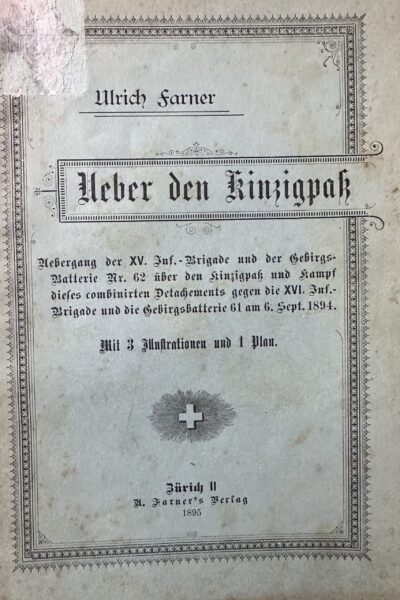 Ulrich Farner
Ueber den Kinzigpaß
Uebergang der XV. Inf.-Brigade und der Gebirgs-
Batterie Nr. 62 über den Kinzigpaß und Kampf
dieses combinirten Detachements gegen die XVI. Inf.-
Brigade und die Gebirgsbatterie 61 am 6. Sept. 1894.
Mit 3 Illustrationen und 1 Plan.
Zürich II
U. Farner's Verlag
1895